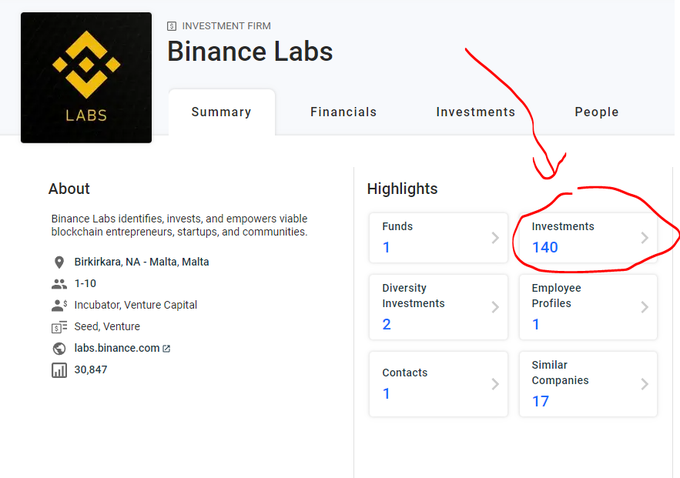 LABS
INVESTMENT FIRM
Binance Labs
Summary
Financials
Investments
People
About
Binance Labs identifies, invests, and empowers viable
blockchain entrepreneurs, startups, and communities.
Birkirkara, NA - Malta, Malta
1-10
Incubator, Venture Capital
Seed, Venture
labs.binance.com
30,847
Highlights
Funds
1
Investments
140
Diversity
Investments
2
Employee
Profiles
1
Contacts
1
Similar
Companies
17